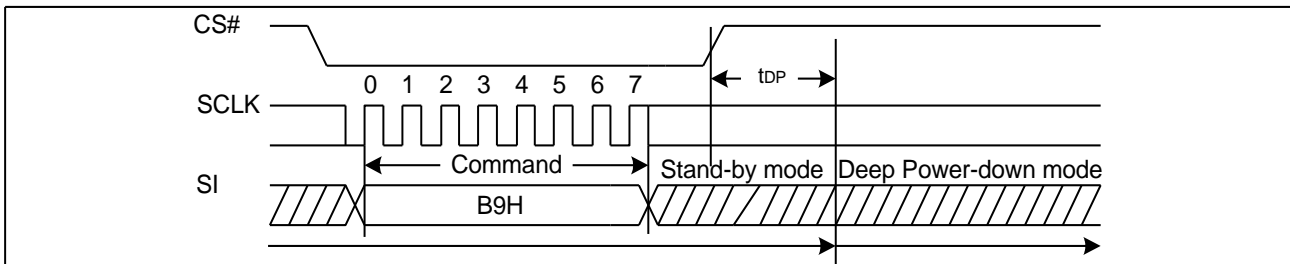 CS#
tDP
0 1 2 3 4 5 6 7
SCLK
Command
Stand-by mode Deep Power-down mode
SI
B9H